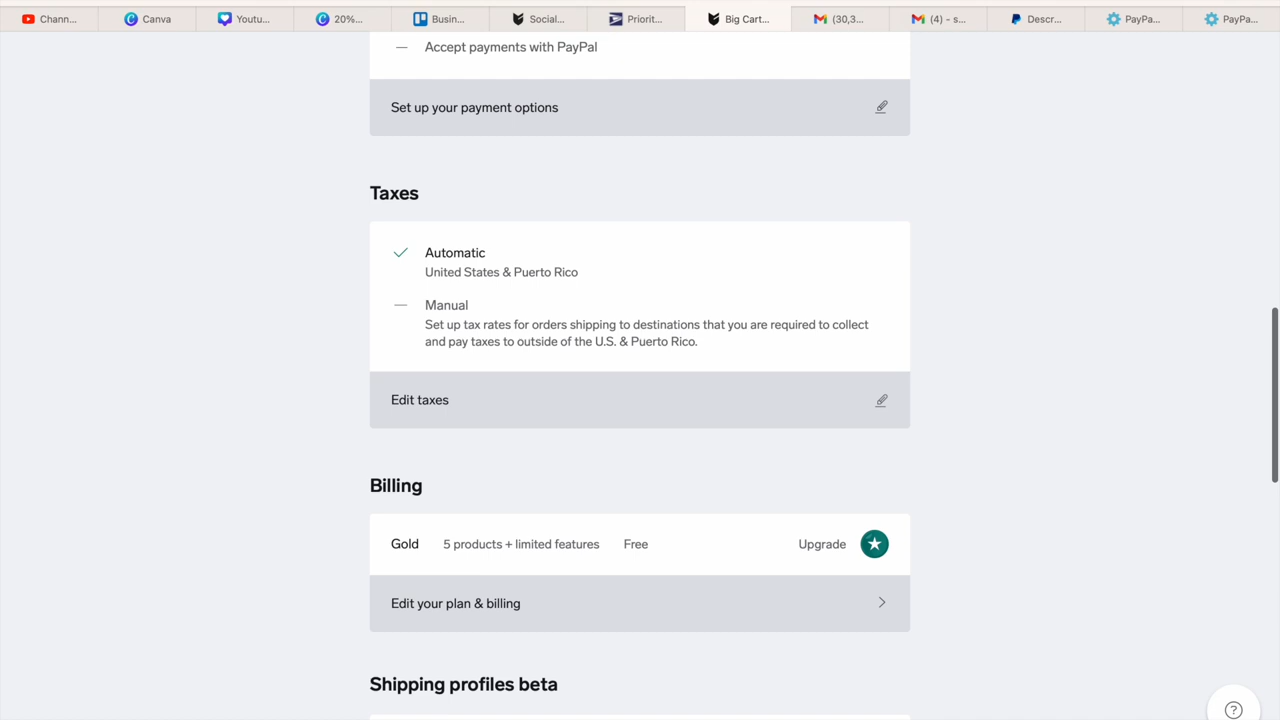 Chann...
Canva
Youtu...
20%...
Busin...
Social...
Priorit...
Big Cart...
(30,3...
(4) - s...
Descr...
PayPa...
PayPa...
Accept payments with PayPal
Set up your payment options
Taxes
Automatic
United States & Puerto Rico
Manual
Set up tax rates for orders shipping to destinations that you are required to collect
and pay taxes to outside of the U.S. & Puerto Rico.
Edit taxes
Billing
Gold 5 products + limited features Free Upgrade
Edit your plan & billing
Shipping profiles beta
?